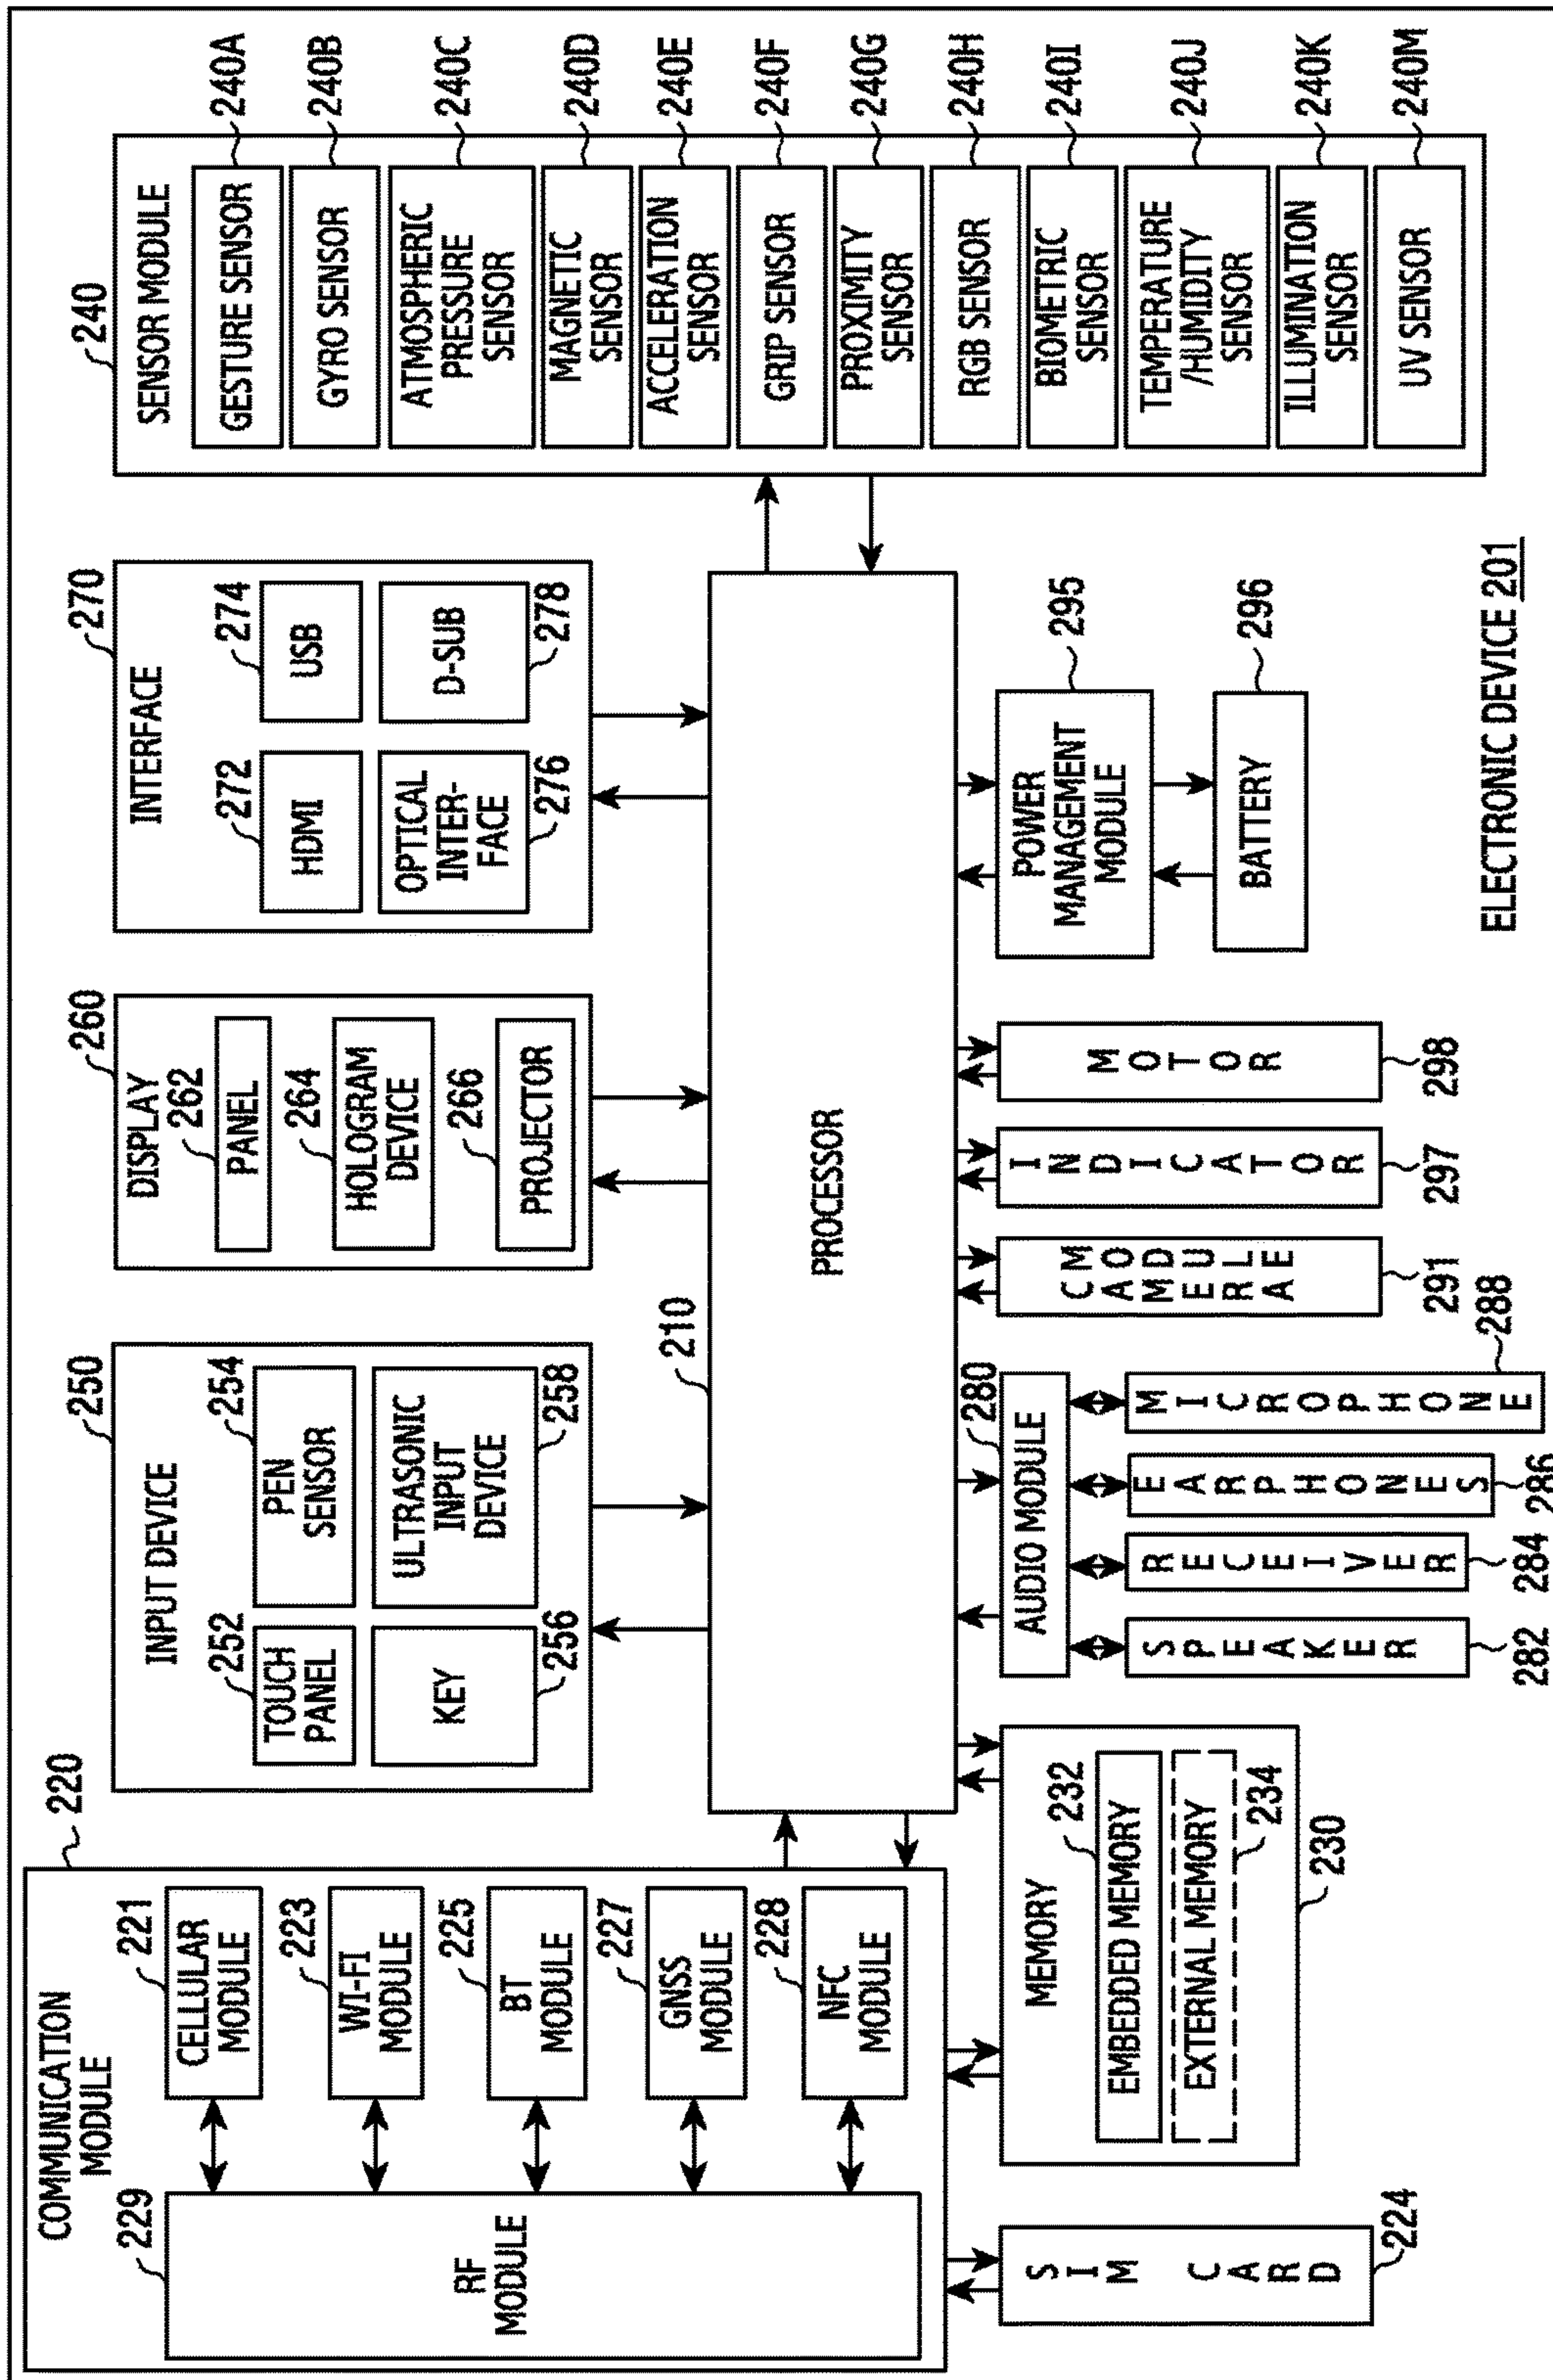 COMMUNICATION
MODULE
220
229
RF
MODULE
221
CELLULAR
MODULE
223
WI-FI
MODULE
225
BT
MODULE
227
GNSS
MODULE
228
NFC
MODULE
INPUT DEVICE
250
252
TOUCH
PANEL
254
PEN
SENSOR
KEY
256
ULTRASONIC
INPUT
DEVICE
258
DISPLAY
260
262
PANEL
264
HOLOGRAM
DEVICE
266
PROJECTOR
INTERFACE
270
272
HDMI
274
USB
OPTICAL
INTER-
FACE
276
D-SUB
278
240
SENSOR MODULE
GESTURE SENSOR
240A
GYRO SENSOR
240B
ATMOSPHERIC
PRESSURE
SENSOR
240C
MAGNETIC
SENSOR
240D
ACCELERATION
SENSOR
240E
GRIP SENSOR
240F
PROXIMITY
SENSOR
240G
RGB SENSOR
240H
BIOMETRIC
SENSOR
240I
TEMPERATURE
/HUMIDITY
SENSOR
240J
ILLUMINATION
SENSOR
240K
UV SENSOR
240M
210
PROCESSOR
SIM CARD
224
MEMORY
232
EMBEDDED MEMORY
EXTERNAL MEMORY
234
230
AUDIO MODULE
280
SPEAKER
282
RECEIVER
284
EARPHONES
286
MICROPHONE
288
CAMERA
MODULE
291
INDICATOR
297
MOTOR
298
POWER
MANAGEMENT
MODULE
295
BATTERY
296
ELECTRONIC DEVICE 201